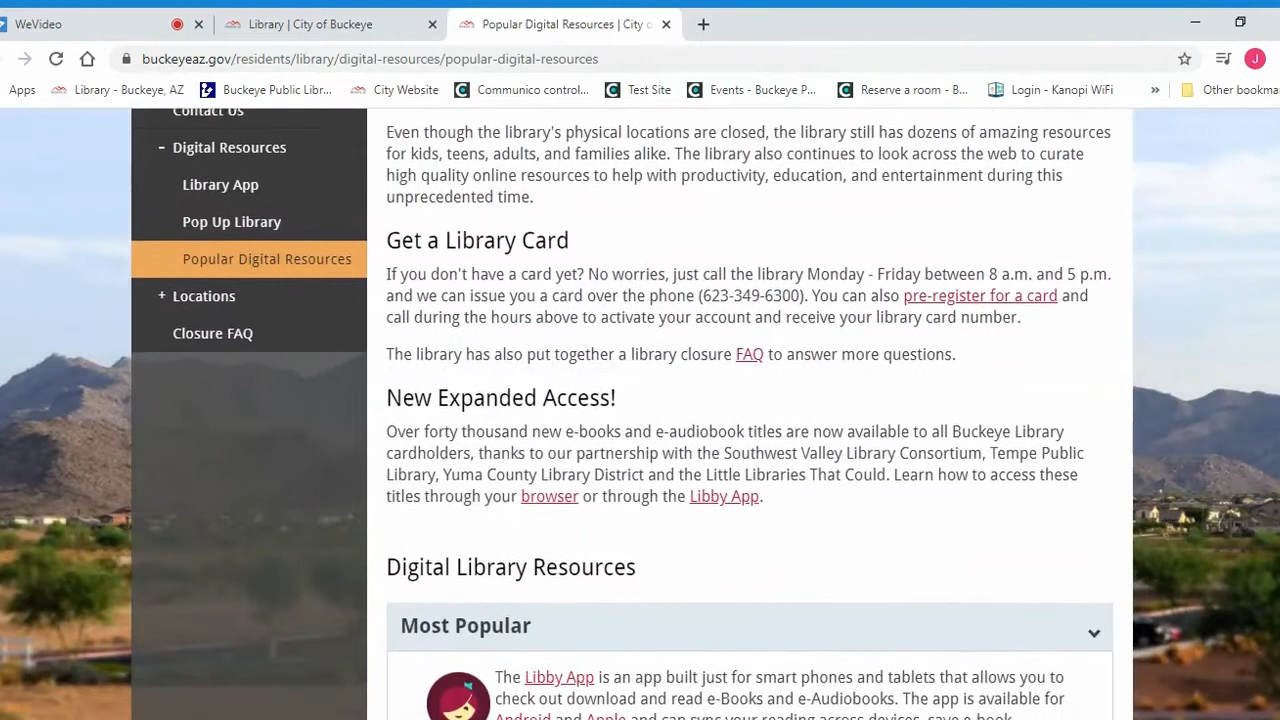 WeVideo
Library | City of Buckeye
Popular Digital Resources | City o
buckeyeaz.gov/residents/library/digital-resources/popular-digital-resources
J
Apps
Library - Buckeye, AZ
Buckeye Public Libr...
City Website
Communico control...
Test Site
Events - Buckeye P...
Reserve a room - B...
Login - Kanopi WiFi
»
Other bookma
Contact Us
- Digital Resources
Library App
Pop Up Library
Popular Digital Resources
+ Locations
Closure FAQ
Even though the library's physical locations are closed, the library still has dozens of amazing resources
for kids, teens, adults, and families alike. The library also continues to look across the web to curate
high quality online resources to help with productivity, education, and entertainment during this
unprecedented time.
Get a Library Card
If you don't have a card yet? No worries, just call the library Monday - Friday between 8 a.m. and 5 p.m.
and we can issue you a card over the phone (623-349-6300). You can also pre-register for a card and
call during the hours above to activate your account and receive your library card number.
The library has also put together a library closure FAQ to answer more questions.
New Expanded Access!
Over forty thousand new e-books and e-audiobook titles are now available to all Buckeye Library
cardholders, thanks to our partnership with the Southwest Valley Library Consortium, Tempe Public
Library, Yuma County Library District and the Little Libraries That Could. Learn how to access these
titles through your browser or through the Libby App.
Digital Library Resources
Most Popular
The Libby App is an app built just for smart phones and tablets that allows you to
check out download and read e-Books and e-Audiobooks. The app is available for
Android and Apple and can sync your reading across devices, save e-book